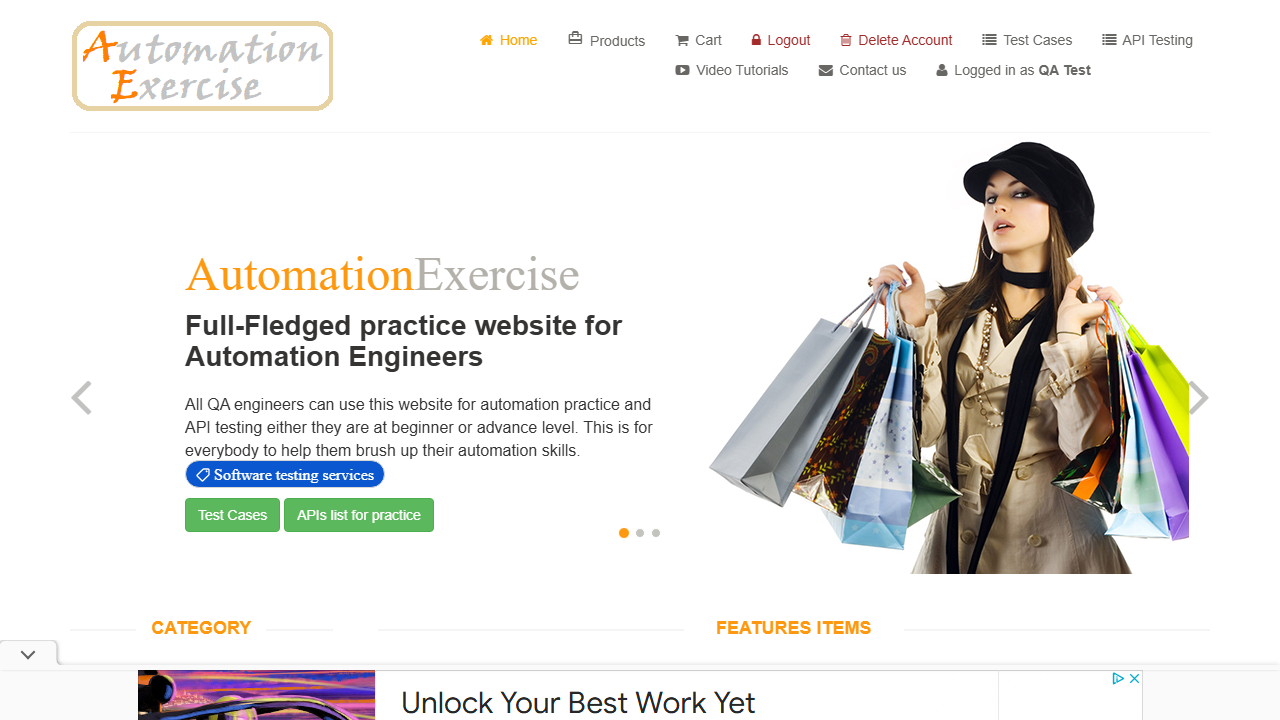 Automation
Exercise
Home Products Cart Logout Delete Account Test Cases API Testing
Video Tutorials Contact us Logged in as QA Test
AutomationExercise
Full-Fledged practice website for
Automation Engineers
All QA engineers can use this website for automation practice and
API testing either they are at beginner or advance level. This is for
everybody to help them brush up their automation skills.
Software testing services
Test Cases APIs list for practice
CATEGORY
FEATURES ITEMS
Unlock Your Best Work Yet